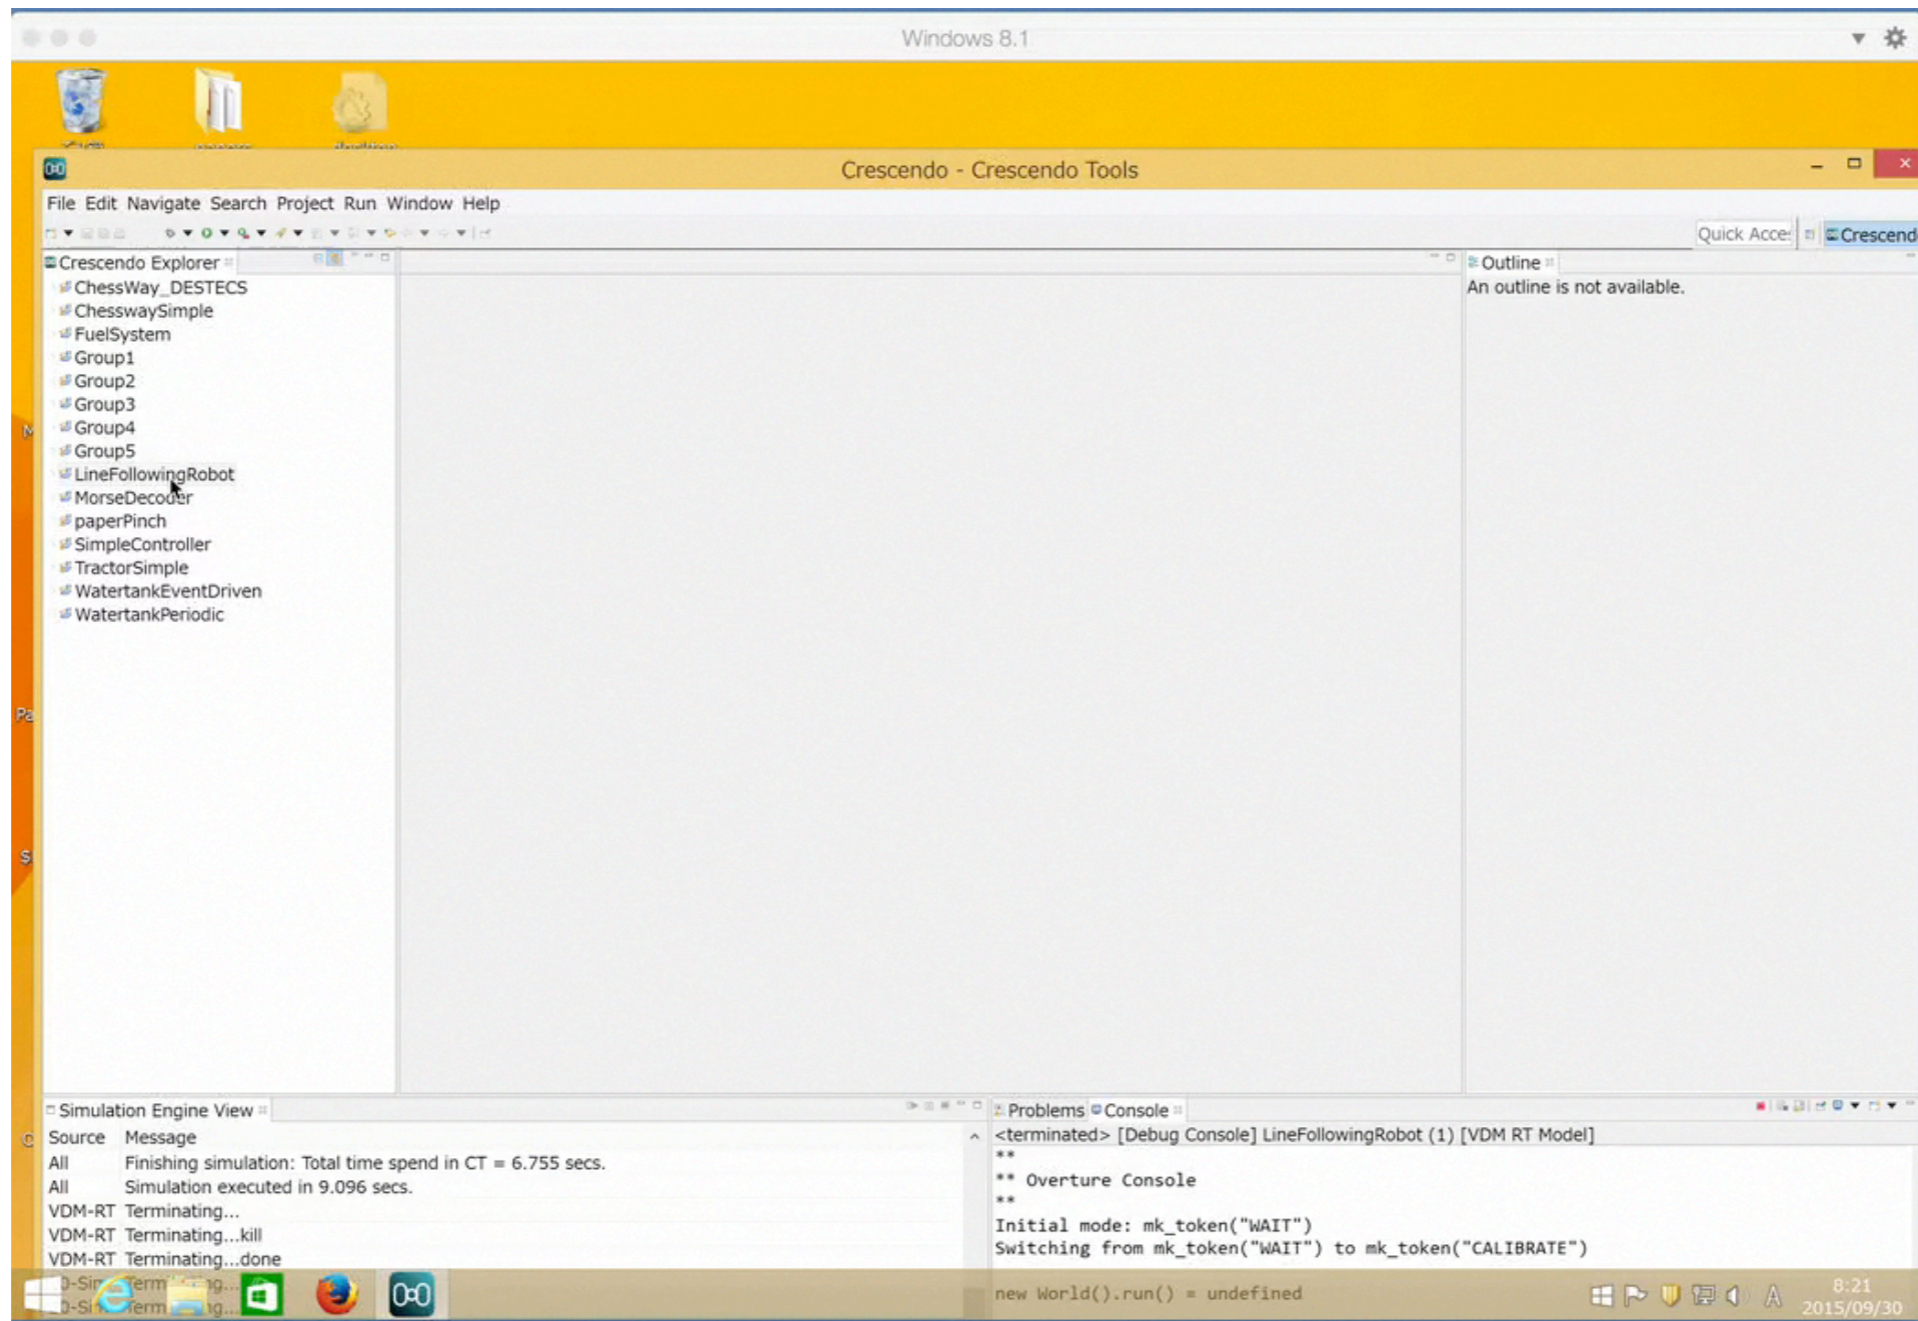 Windows 8.1
Crescendo - Crescendo Tools
File Edit Navigate Search Project Run Window Help
Quick Acce
Crescend
Crescendo Explorer
Outline
An outline is not available.
ChessWay_DESTECS
ChesswaySimple
FuelSystem
Group1
Group2
Group3
Group4
Group5
LineFollowingRobot
MorseDecoder
paperPinch
SimpleController
TractorSimple
WatertankEventDriven
WatertankPeriodic
Pa
Simulation Engine View
Source Message
All Finishing simulation: Total time spend in CT = 6.755 secs.
All Simulation executed in 9.096 secs.
VDM-RT Terminating...
VDM-RT Terminating...kill
VDM-RT Terminating...done
Problems Console
<terminated> [Debug Console] LineFollowingRobot (1) [VDM RT Model]
**
** Overture Console
**
Initial mode: mk_token("WAIT")
Switching from mk_token("WAIT") to mk_token("CALIBRATE")
new World().run() = undefined
A
8:21
2015/09/30